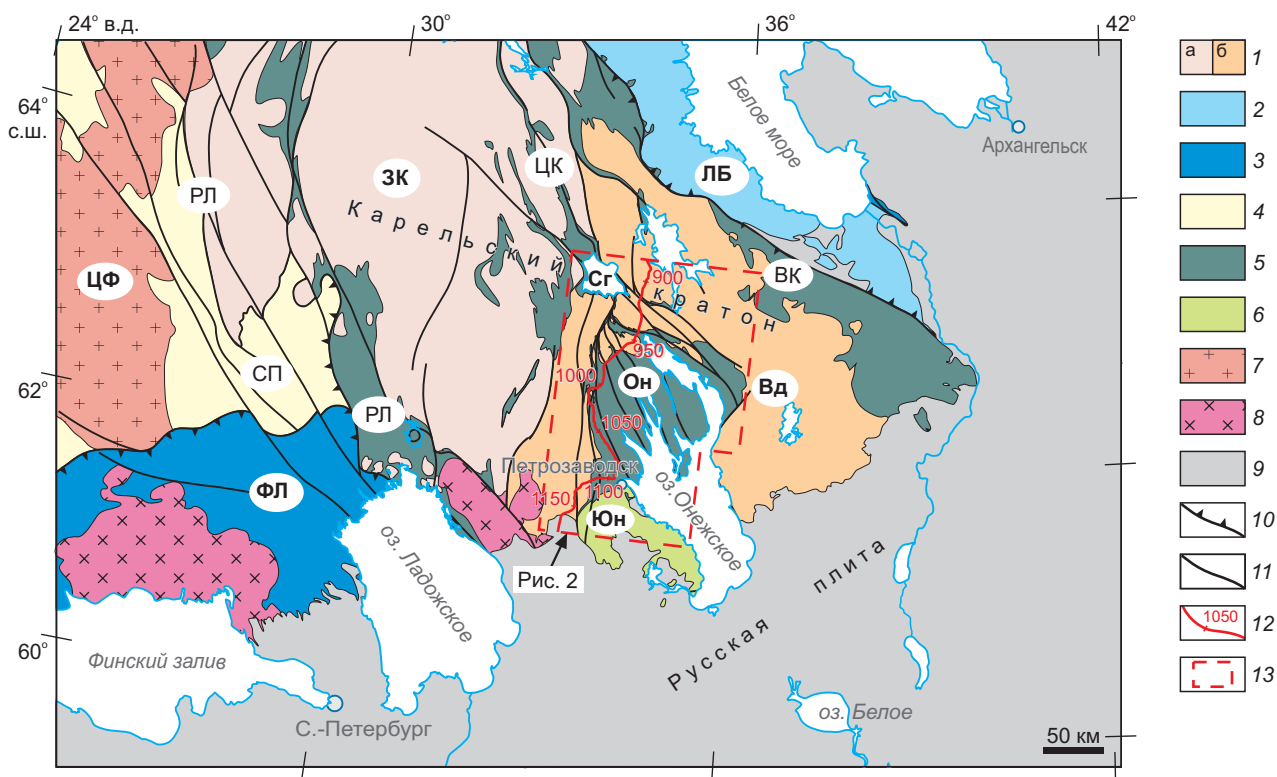 24° в.д.
30°
36°
42°
64°
с.ш.
62°
60°
РЛ
ЗК
ЦК
ЛБ
Белое море
Архангельск
Карельский
кратон
ЦФ
Сг
ВК
900
950
1000
1050
1100
1150
СП
РЛ
Он
Вд
Петрозаводск
ФЛ
Юн
оз. Онежское
оз. Ладожское
Рис. 2
Русская плита
Финский залив
С.-Петербург
оз. Белое
50 км
а б 1
2
3
4
5
6
7
8
9
10
11
1050 12
13